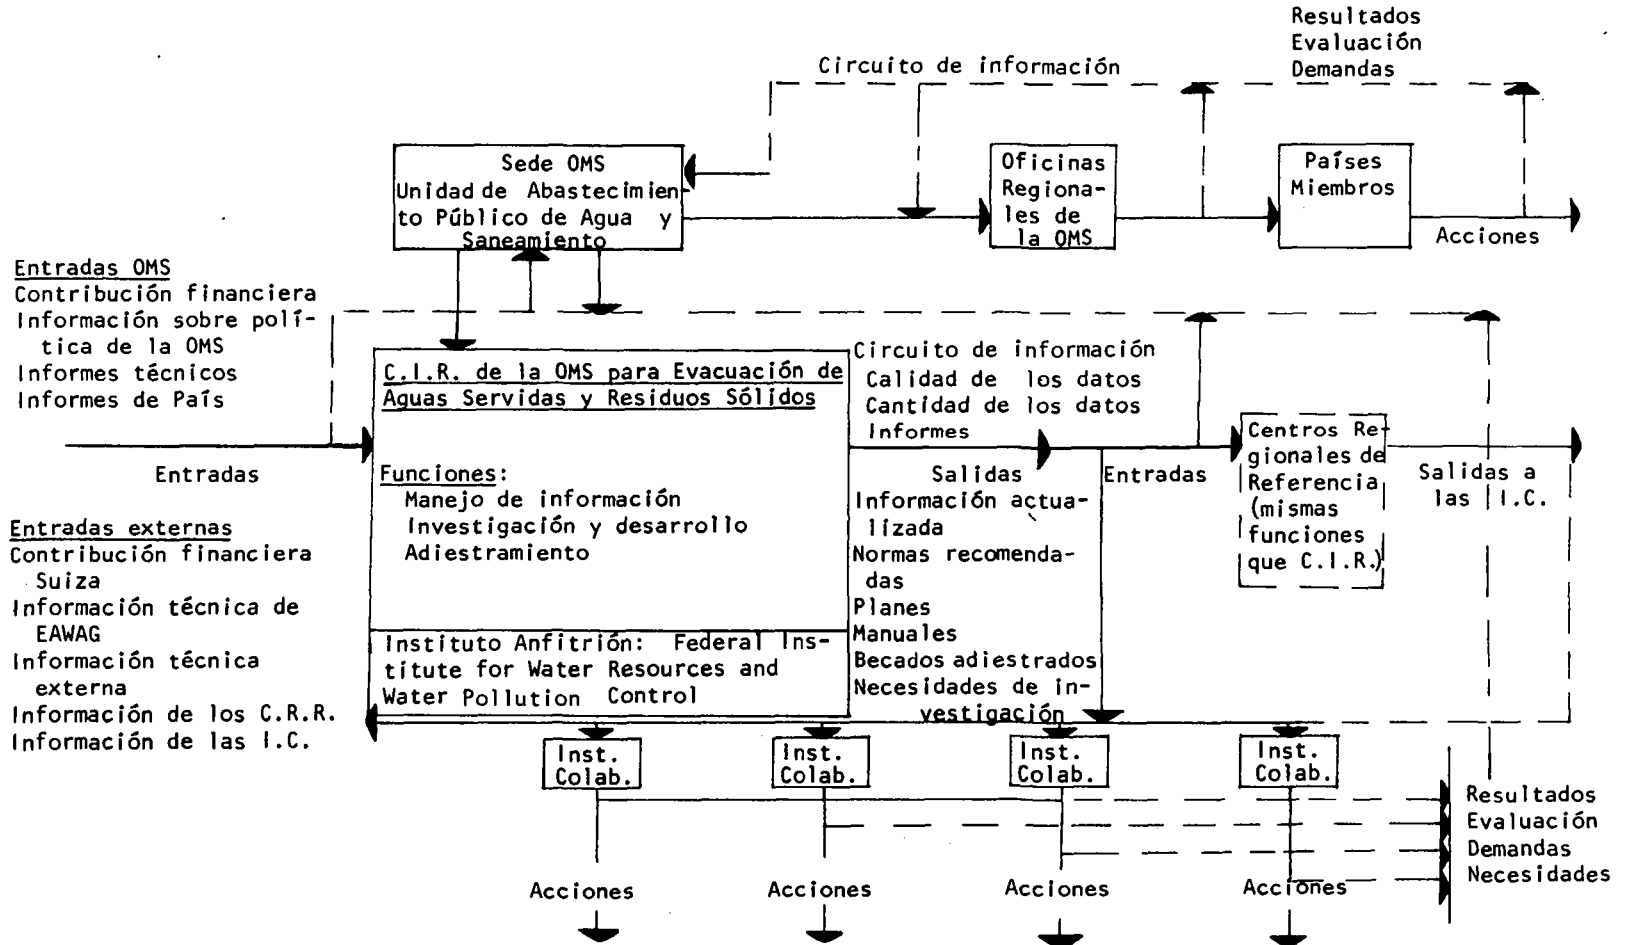 Resultados
Evaluación
Demandas
Circuito de información
Sede OMS
Unidad de Abastecimien-
to Público de Agua y
Saneamiento
Oficinas
Regiona-
les de
la OMS
Países
Miembros
Acciones
Entradas OMS
Contribución financiera
Información sobre polí-
tica de la OMS
Informes técnicos
Informes de País
Entradas
Entradas externas
Contribución financiera
Suiza
Información técnica de
EAWAG
Información técnica
externa
Información de los C.R.R.
Información de las I.C.
C.I.R. de la OMS para Evacuación de
Aguas Servidas y Residuos Sólidos
Funciones:
Manejo de información
Investigación y desarrollo
Adiestramiento
Instituto Anfitrión: Federal Ins-
titute for Water Resources and
Water Pollution Control
Circuito de información
Calidad de los datos
Cantidad de los datos
Informes
Salidas
Información actua-
lizada
Normas recomenda-
das
Planes
Manuales
Becados adiestrados
Necesidades de in-
vestigación
Entradas
Centros Re-
gionales de
Referencia
(mismas
funciones
que C.I.R.)
Salidas a
las I.C.
Inst.
Colab.
Inst.
Colab.
Inst.
Colab.
Inst.
Colab.
Resultados
Evaluación
Demandas
Necesidades
Acciones
Acciones
Acciones
Acciones